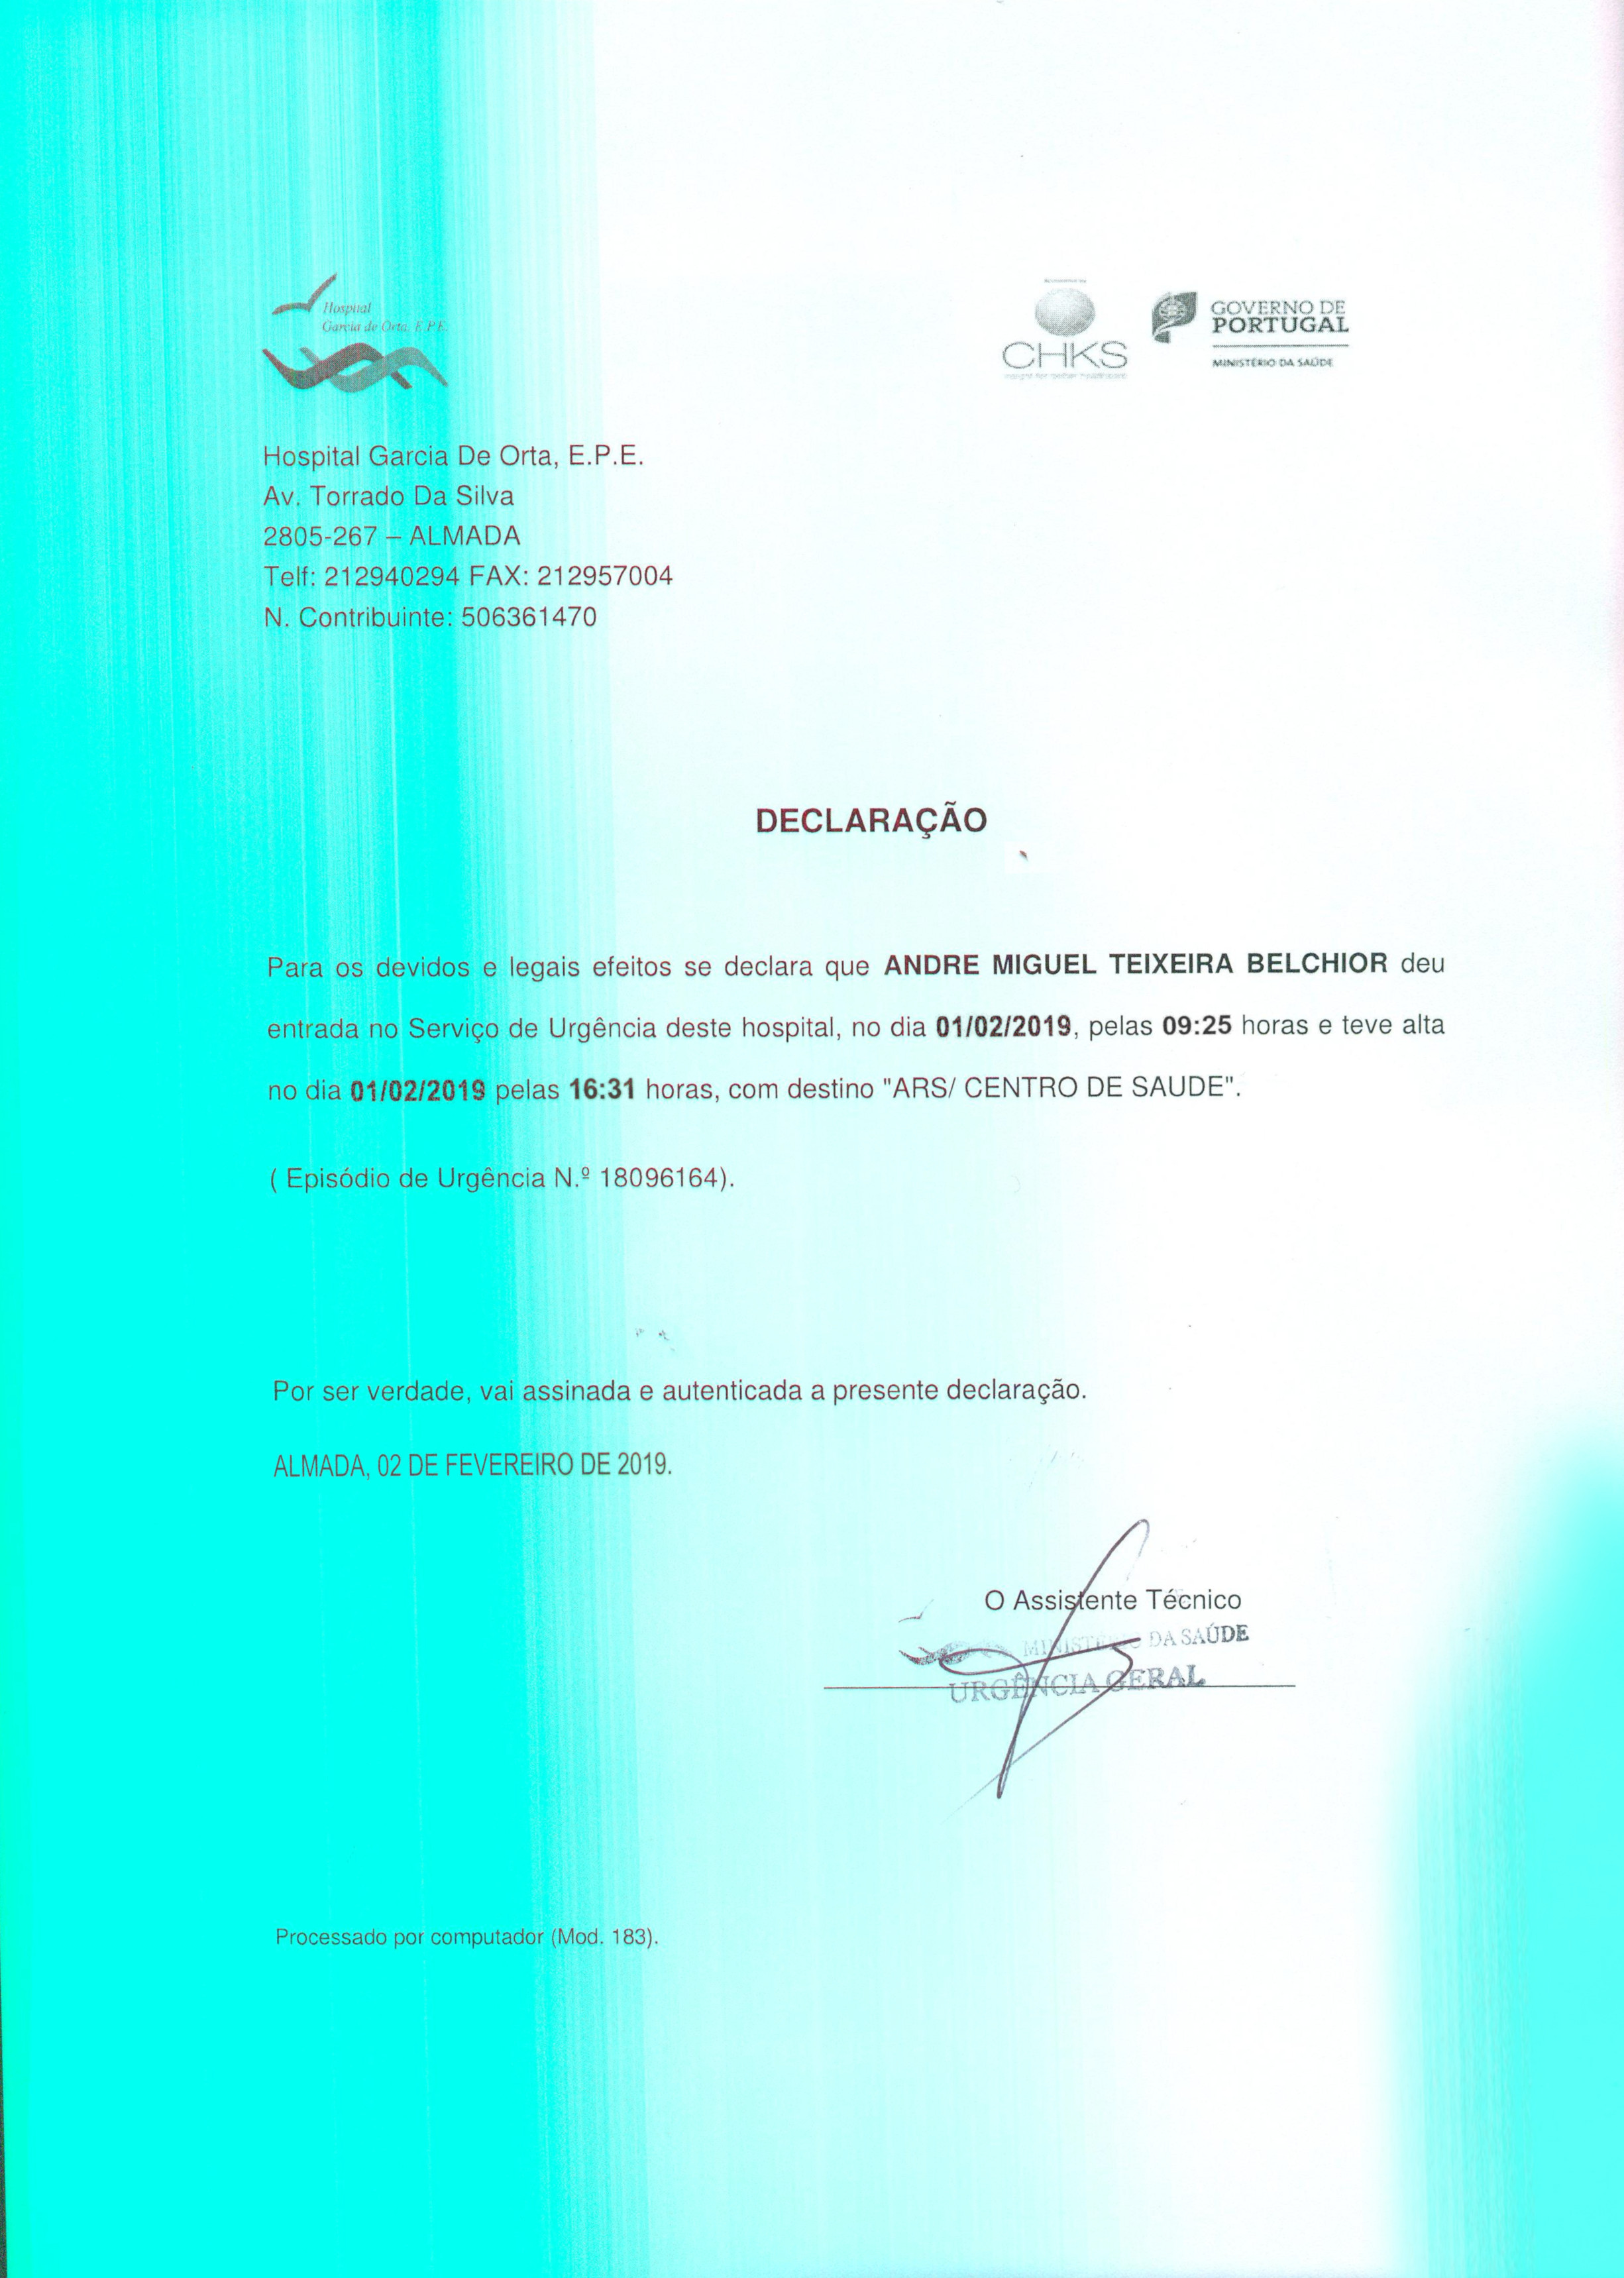 Hospital
Garcia de Orta, E.P.E.
CHKS
GOVERNO DE
PORTUGAL
MINISTÉRIO DA SAÚDE
Hospital Garcia De Orta, E.P.E.
Av. Torrado Da Silva
2805-267 – ALMADA
Telf: 212940294 FAX: 212957004
N. Contribuinte: 506361470
DECLARAÇÃO
Para os devidos e legais efeitos se declara que ANDRE MIGUEL TEIXEIRA BELCHIOR deu
entrada no Serviço de Urgência deste hospital, no dia 01/02/2019, pelas 09:25 horas e teve alta
no dia 01/02/2019 pelas 16:31 horas, com destino "ARS/ CENTRO DE SAUDE".
( Episódio de Urgência N.º 18096164).
Por ser verdade, vai assinada e autenticada a presente declaração.
ALMADA, 02 DE FEVEREIRO DE 2019.
O Assistente Técnico
MINISTÉRIO DA SAÚDE
URGÊNCIA GERAL
Processado por computador (Mod. 183).